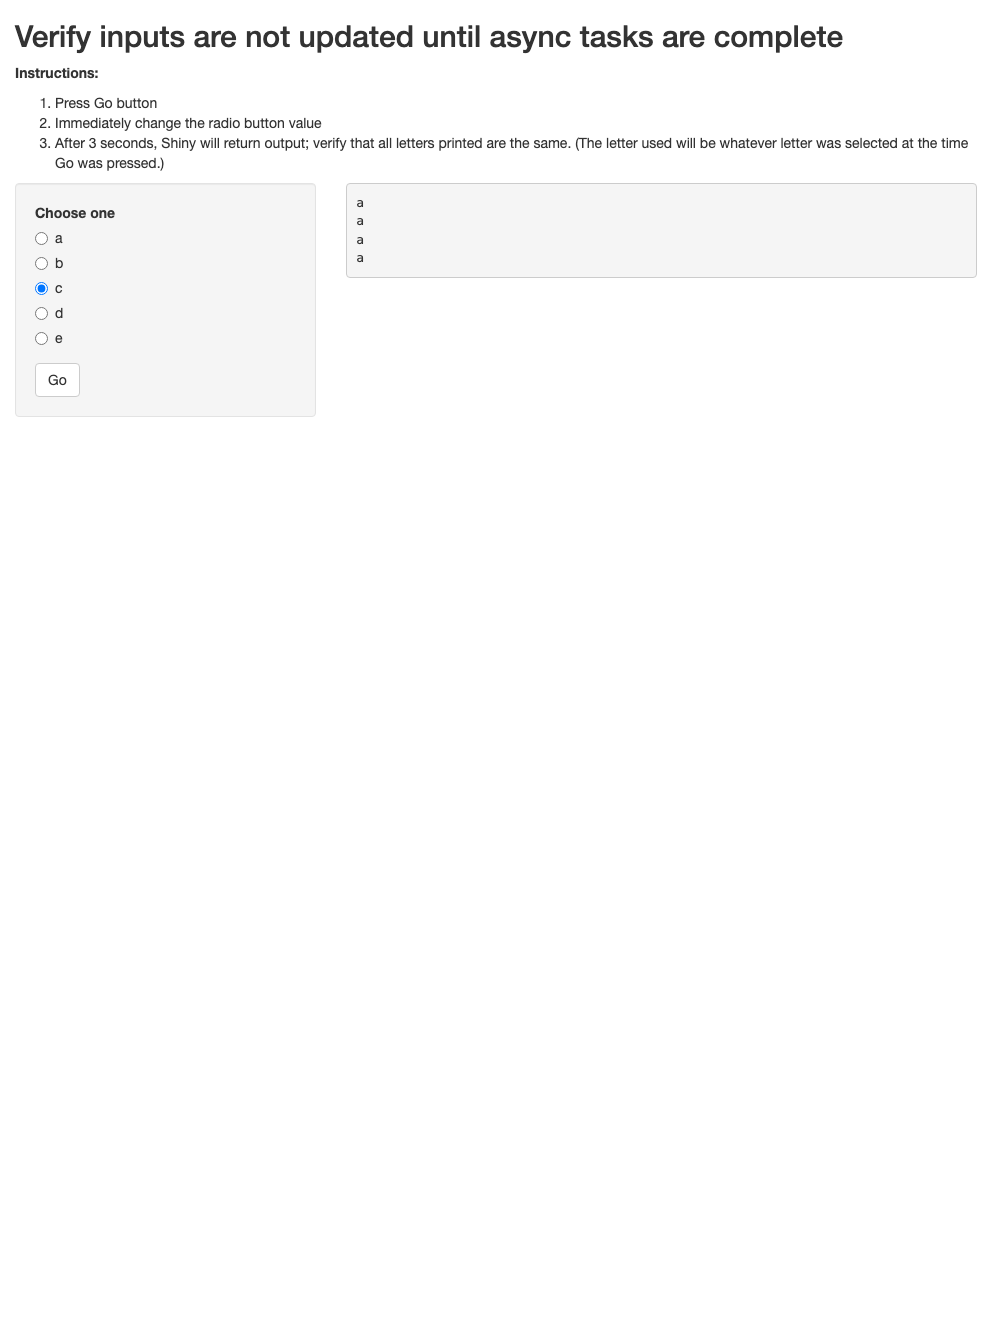 Verify inputs are not updated until async tasks are complete
Instructions:
1. Press Go button
2. Immediately change the radio button value
3. After 3 seconds, Shiny will return output; verify that all letters printed are the same. (The letter used will be whatever letter was selected at the time
Go was pressed.)
Choose one
a
b
c
d
e
Go
a
a
a
a